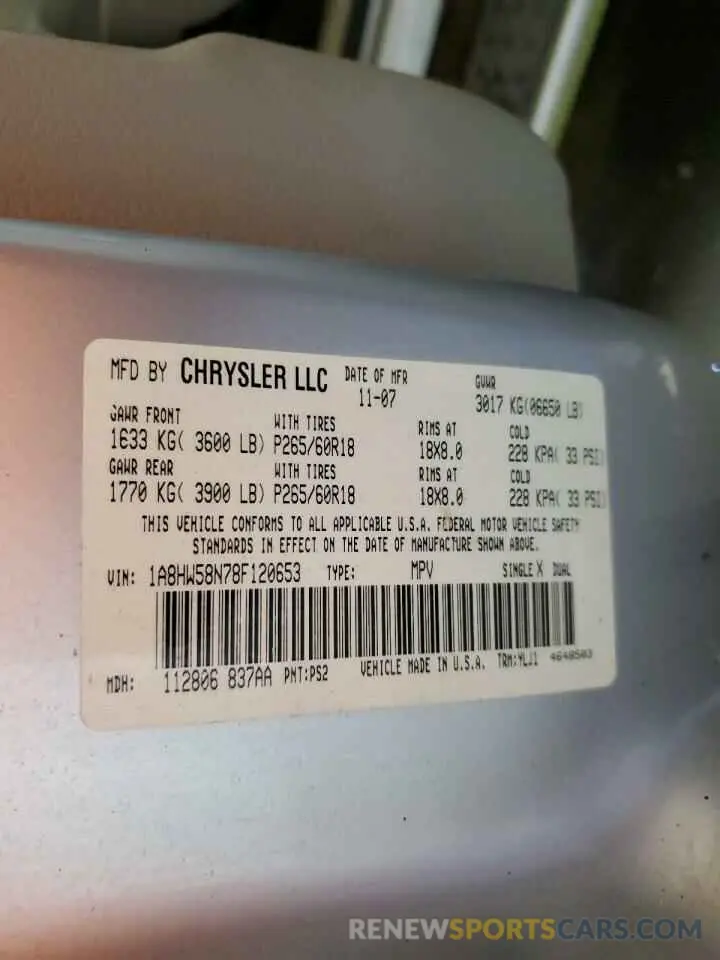 MFD BY CHRYSLER LLC DATE OF MFR GVWR
11-07 3017 KG(06650 LB)
GAWR FRONT WITH TIRES RIMS AT COLD
1633 KG( 3600 LB) P265/60R18 18X8.0 228 KPA( 33 PSI)
GAWR REAR WITH TIRES RIMS AT COLD
1770 KG( 3900 LB) P265/60R18 18X8.0 228 KPA( 33 PSI)
THIS VEHICLE CONFORMS TO ALL APPLICABLE U.S.A. FEDERAL MOTOR VEHICLE SAFETY
STANDARDS IN EFFECT ON THE DATE OF MANUFACTURE SHOWN ABOVE.
VIN: 1A8HW58N78F120653 TYPE: MPV SINGLE X DUAL
MDH: 112806 837AA PNT:PS2 VEHICLE MADE IN U.S.A. TRM:YLJ1 4648503
RENEWSPORTSCARS.COM